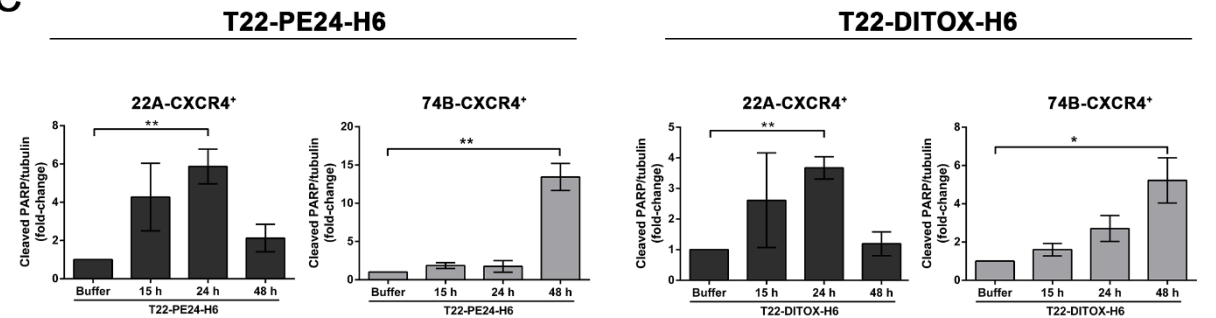 C
T22-PE24-H6
T22-DITOX-H6
22A-CXCR4⁺
Cleaved PARP/tubulin
(fold-change)
8
6
4
2
0
**
Buffer 15 h 24 h 48 h
T22-PE24-H6
74B-CXCR4⁺
Cleaved PARP/tubulin
(fold-change)
20
15
10
5
0
**
Buffer 15 h 24 h 48 h
T22-PE24-H6
22A-CXCR4⁺
Cleaved PARP/tubulin
(fold-change)
5
4
3
2
1
0
**
Buffer 15 h 24 h 48 h
T22-DITOX-H6
74B-CXCR4⁺
Cleaved PARP/tubulin
(fold-change)
8
6
4
2
0
*
Buffer 15 h 24 h 48 h
T22-DITOX-H6